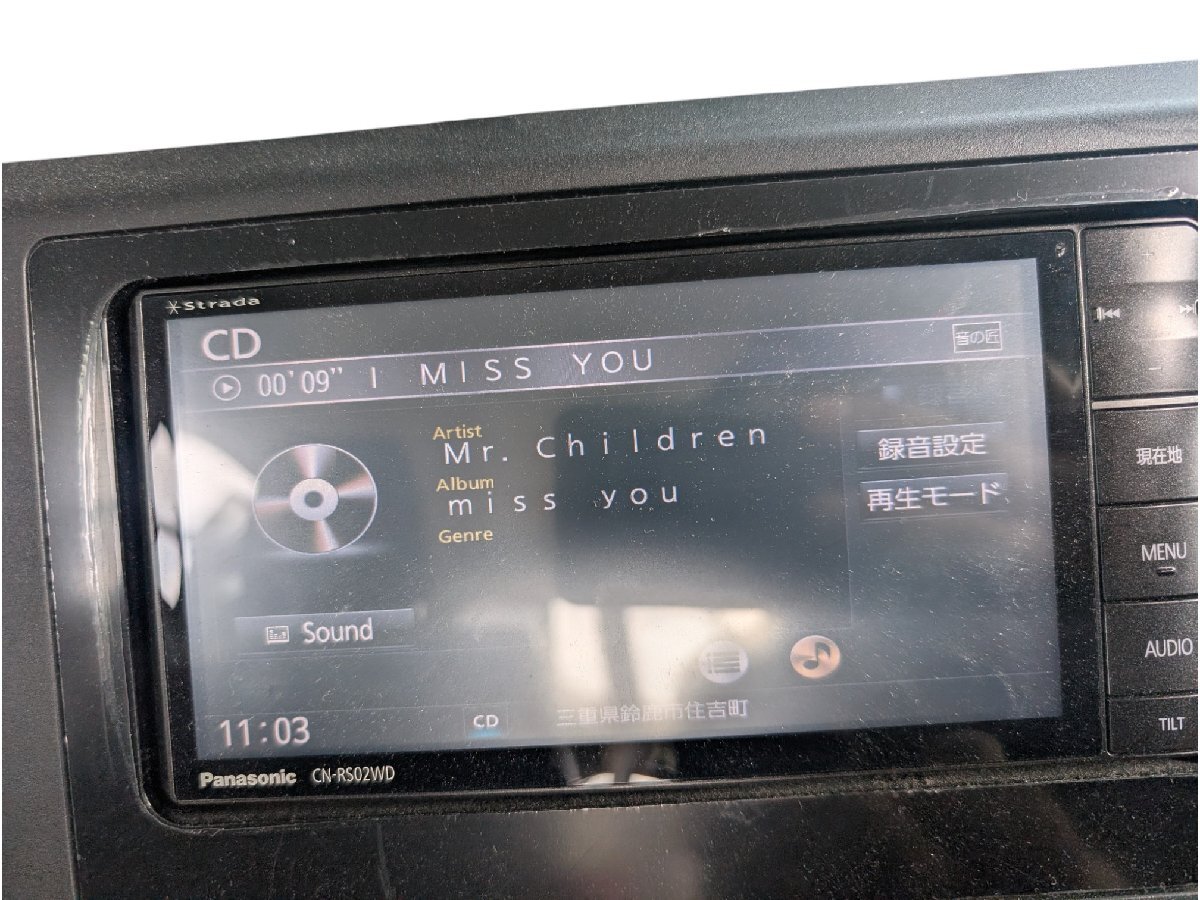 Strada
CD
音の匠
00'09" I MISS YOU
Artist
Mr. Children
Album
miss you
Genre
録音設定
再生モード
Sound
11:03
CD
三重県鈴鹿市住吉町
Panasonic CN-RS02WD
+
-
現在地
MENU
AUDIO
TILT